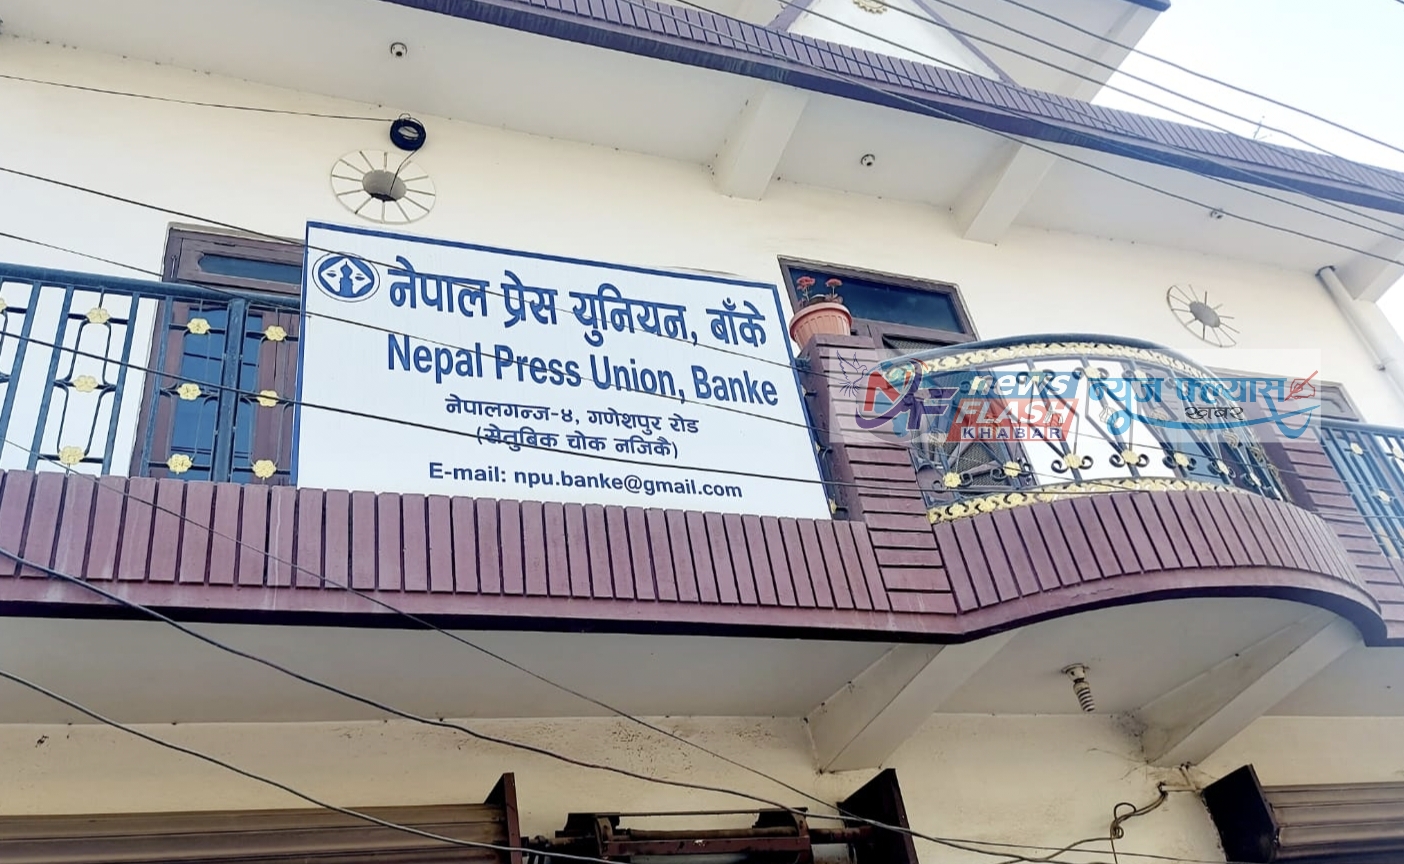 नेपाल प्रेस युनियन, बाँके
Nepal Press Union, Banke
नेपालगन्ज-४, गणेशपुर रोड
(सेतुबिक चोक नजिकै)
E-mail: npu.banke@gmail.com
news
FLASH
KHABAR
न्युज फ्ल्यास
खबर